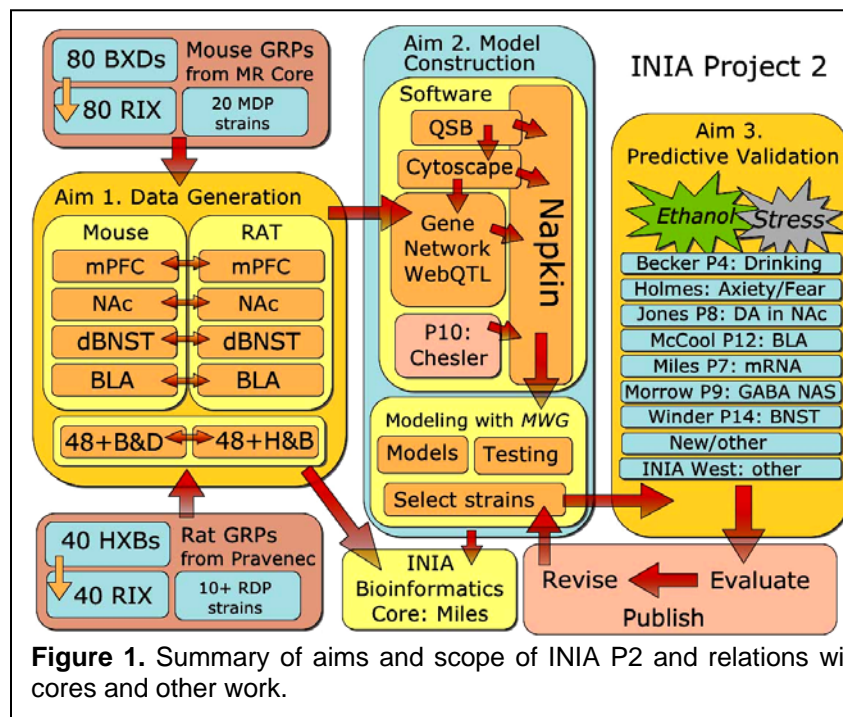 80 BXDs
80 RIX
Mouse GRPs
from MR Core
20 MDP
strains
Aim 1. Data Generation
Mouse
RAT
mPFC
mPFC
NAc
NAc
dBNST
dBNST
BLA
BLA
48+B&D
48+H&B
40 HXBs
40 RIX
Rat GRPs
from Pravenec
10+ RDP
strains
Aim 2. Model
Construction
Software
QSB
Cytoscape
Gene
Network
WebQTL
Napkin
P10:
Chesler
Modeling with MWG
Models
Testing
Select strains
INIA
Bioinformatics
Core: Miles
INIA Project 2
Aim 3.
Predictive Validation
Ethanol
Stress
Becker P4: Drinking
Holmes: Axiety/Fear
Jones P8: DA in NAc
McCool P12: BLA
Miles P7: mRNA
Morrow P9: GABA NAS
Winder P14: BNST
New/other
INIA West: other
Revise
Evaluate
Publish
Figure 1. Summary of aims and scope of INIA P2 and relations wi
cores and other work.